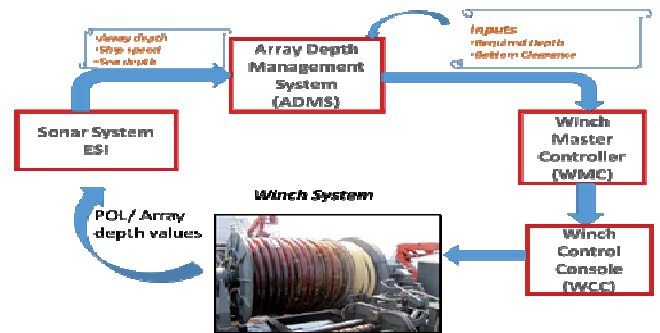 •Array depth
•Ship speed
•Sea depth
Array Depth
Management
System
(ADMS)
Inputs
•Required Depth
•Bottom Clearance
Sonar System
ESI
Winch
Master
Controller
(WMC)
Winch System
POL/ Array
depth values
Winch
Control
Console
(WCC)